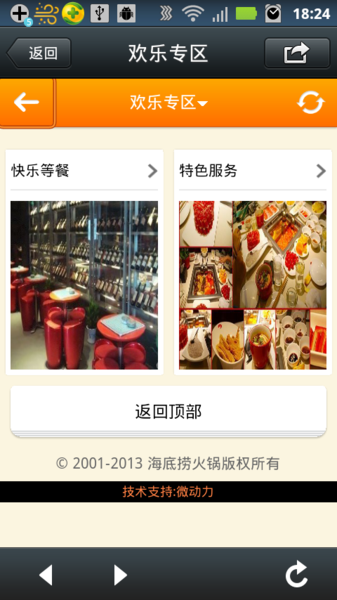 5
18:24
返回
欢乐专区
欢乐专区
快乐等餐
特色服务
返回顶部
© 2001-2013 海底捞火锅版权所有
技术支持:微动力